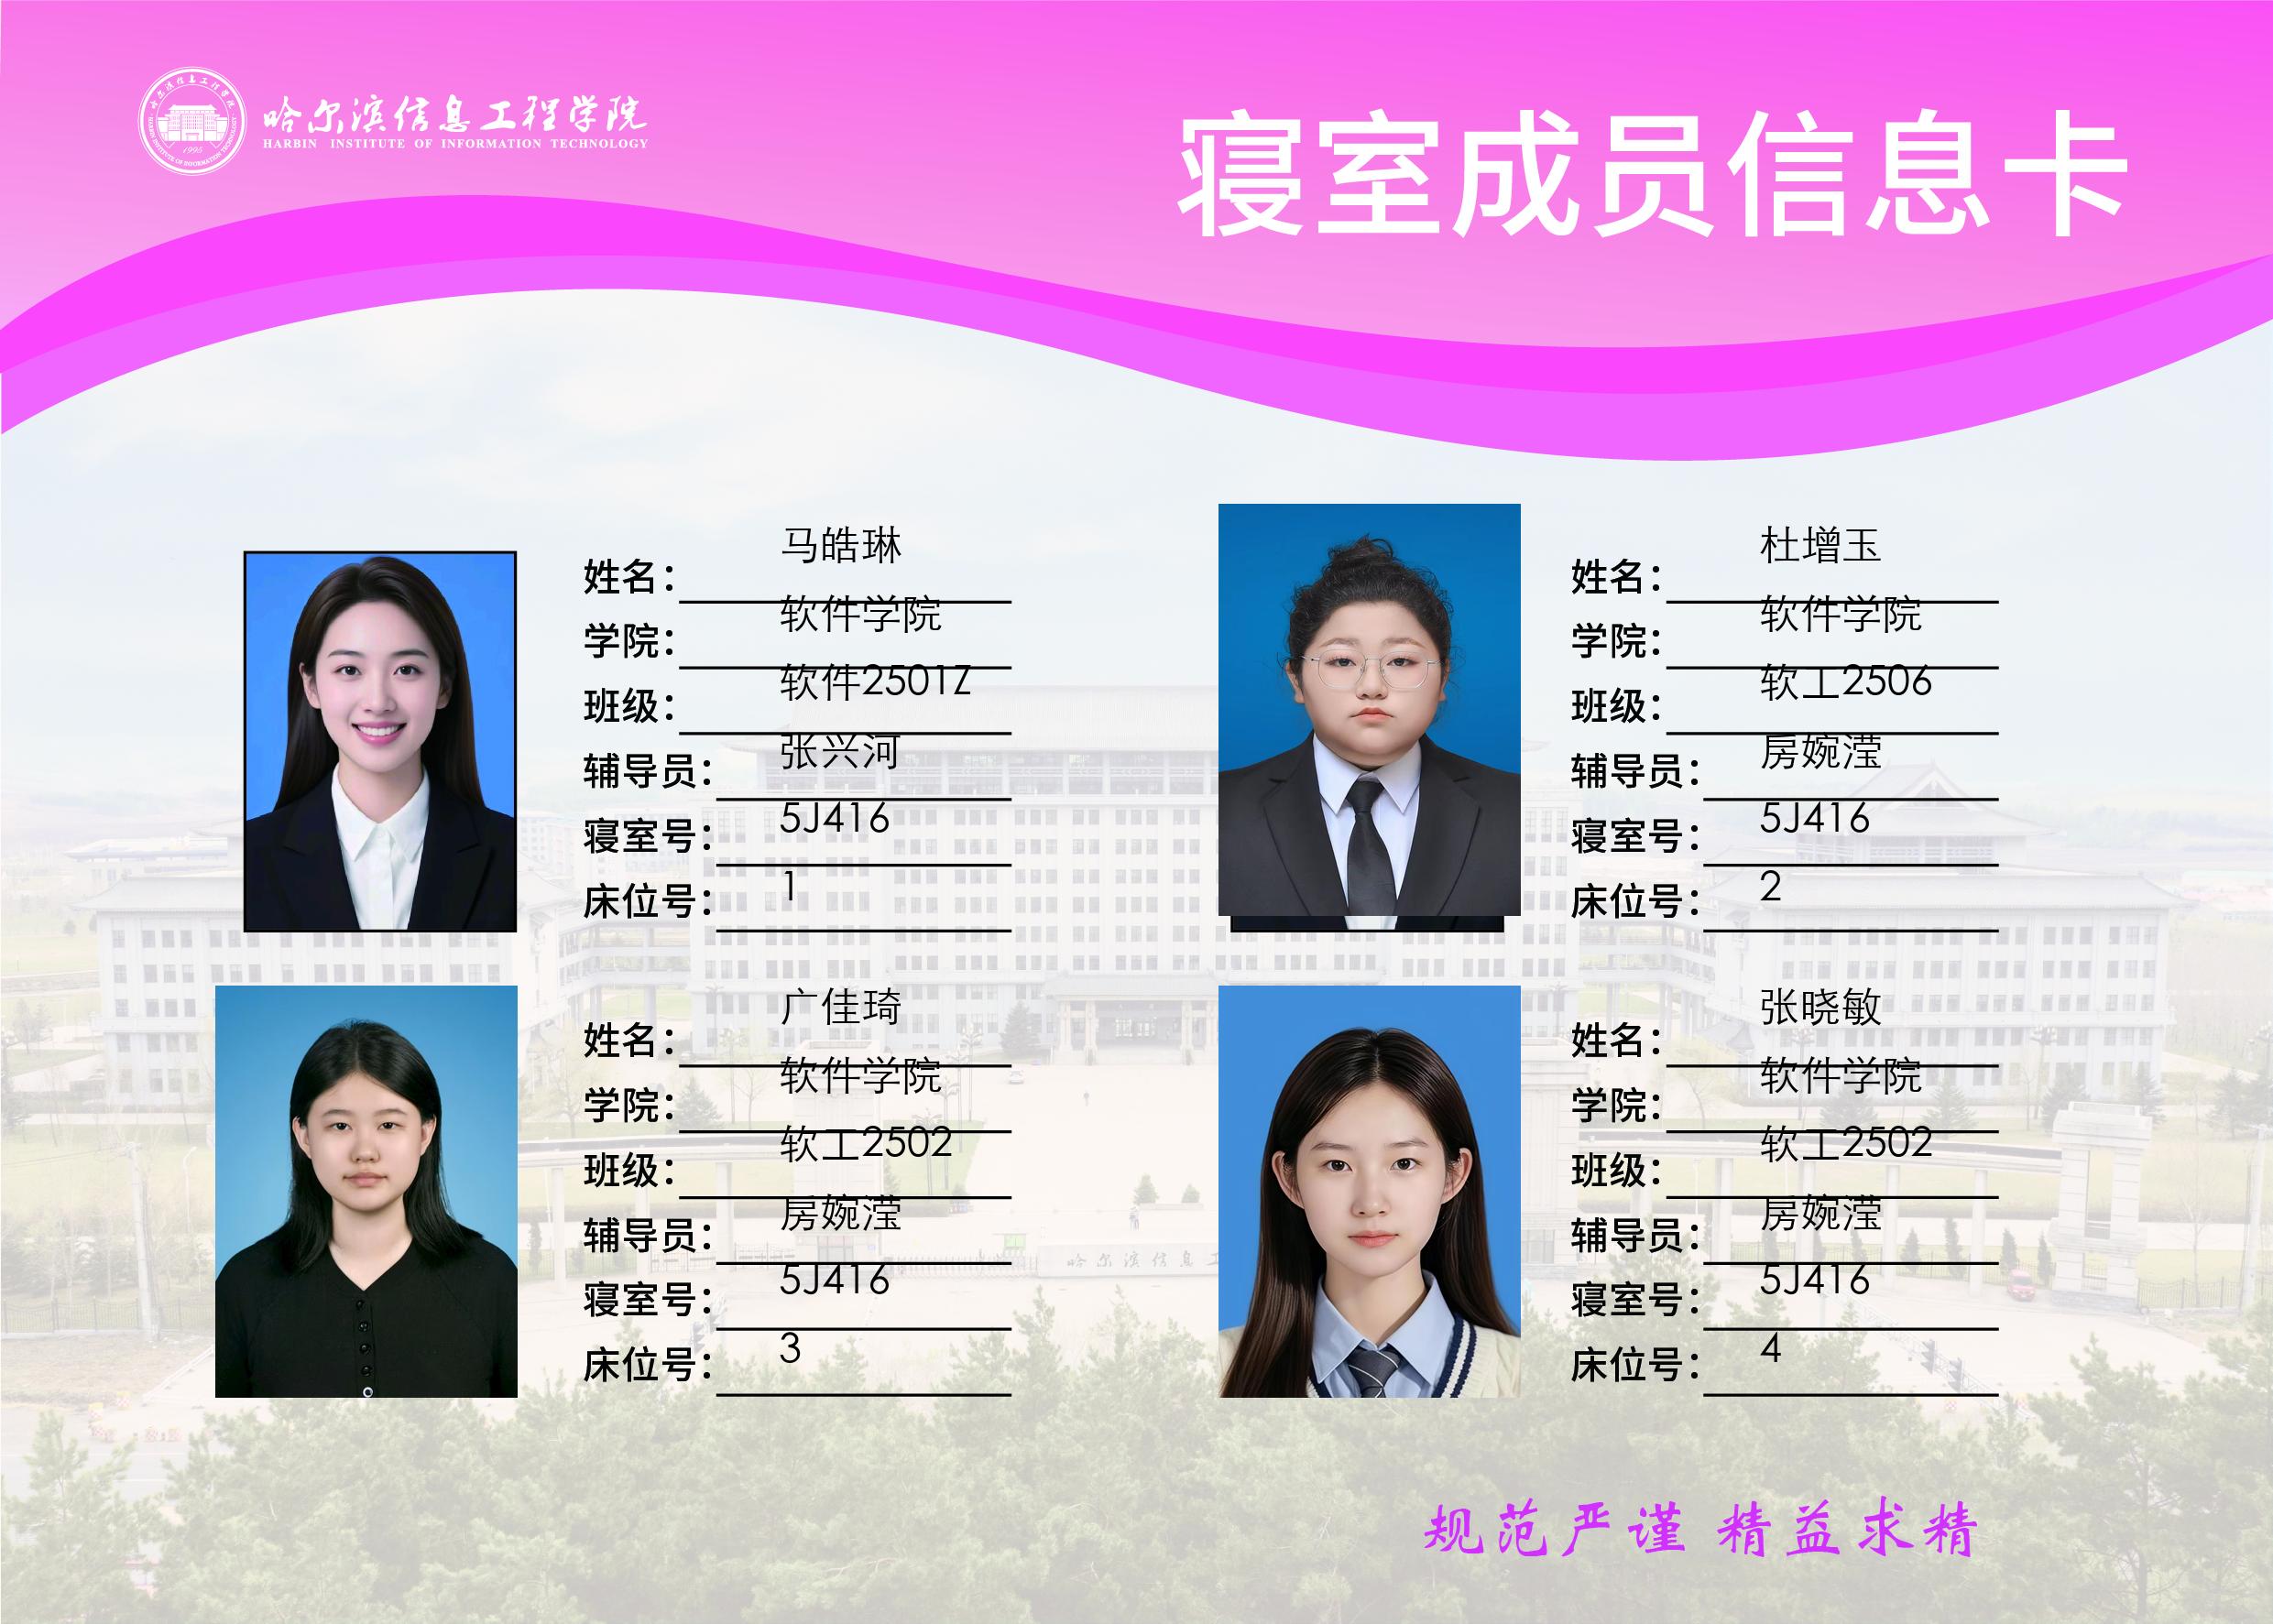 哈尔滨信息工程学院
HARBIN INSTITUTE OF INFORMATION TECHNOLOGY
1995
寝室成员信息卡
姓名：马皓琳
学院：软件学院
班级：软件2501Z
辅导员：张兴河
寝室号：5J416
床位号：1
姓名：杜增玉
学院：软件学院
班级：软工2506
辅导员：房婉滢
寝室号：5J416
床位号：2
姓名：广佳琦
学院：软件学院
班级：软工2502
辅导员：房婉滢
寝室号：5J416
床位号：3
姓名：张晓敏
学院：软件学院
班级：软工2502
辅导员：房婉滢
寝室号：5J416
床位号：4
哈尔滨信息工
规范严谨 精益求精